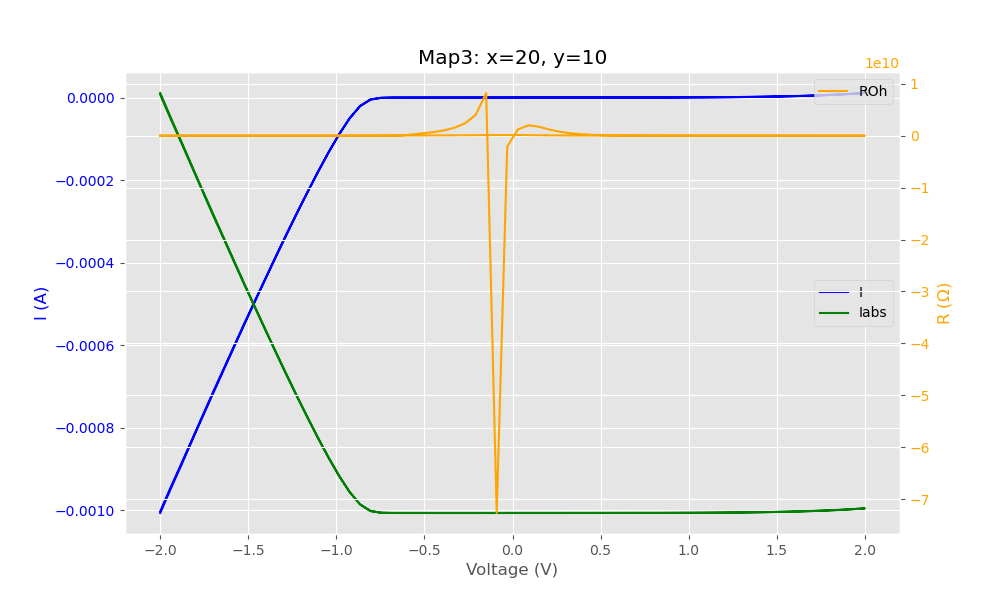 Map3: x=20, y=10
1e10
ROh
I
Iabs
I (A)
0.0000
−0.0002
−0.0004
−0.0006
−0.0008
−0.0010
1
0
−1
−2
−3
−4
−5
−6
−7
R (Ω)
−2.0 −1.5 −1.0 −0.5 0.0 0.5 1.0 1.5 2.0
Voltage (V)